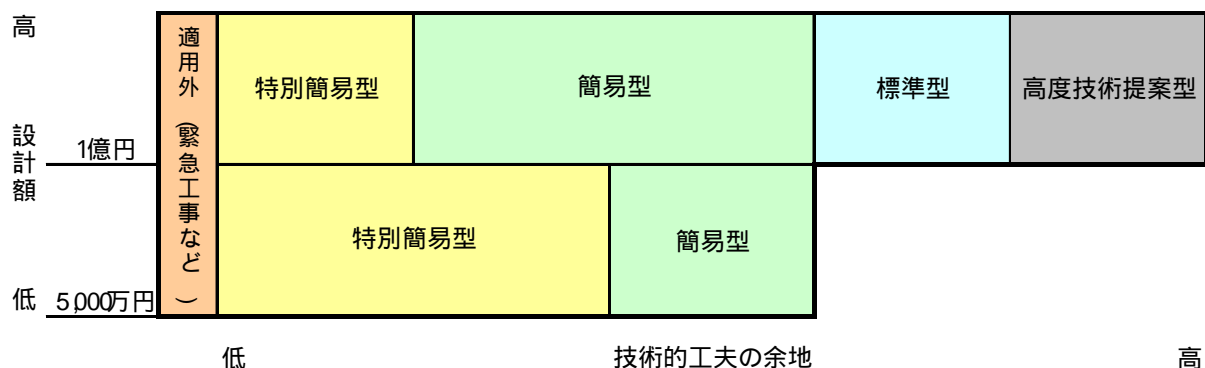 高
設計額
低
1億円
5,000万円
適用外（緊急工事など）
特別簡易型
簡易型
標準型
高度技術提案型
特別簡易型
簡易型
低
技術的工夫の余地
高